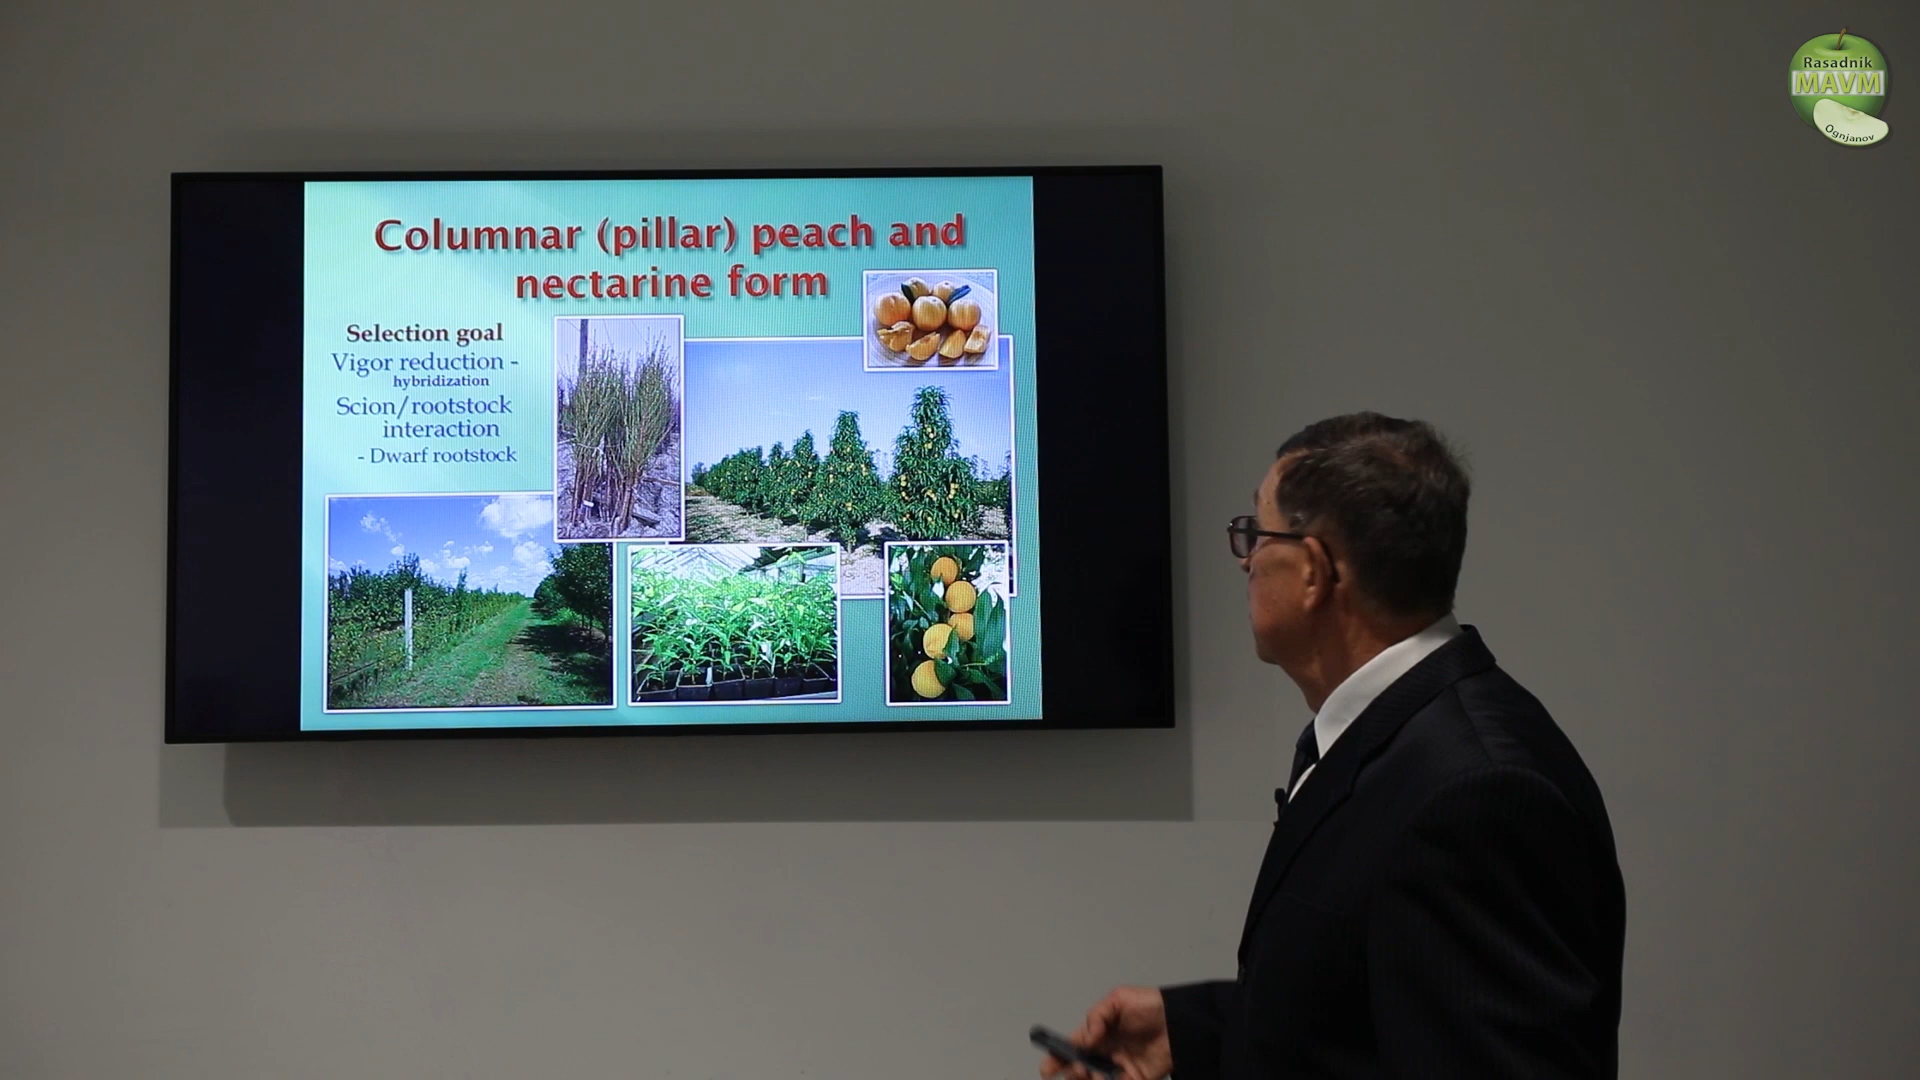 Rasadnik
MAVM
Ognjanov
Columnar (pillar) peach and
nectarine form
Selection goal
Vigor reduction -
hybridization
Scion/rootstock
interaction
- Dwarf rootstock